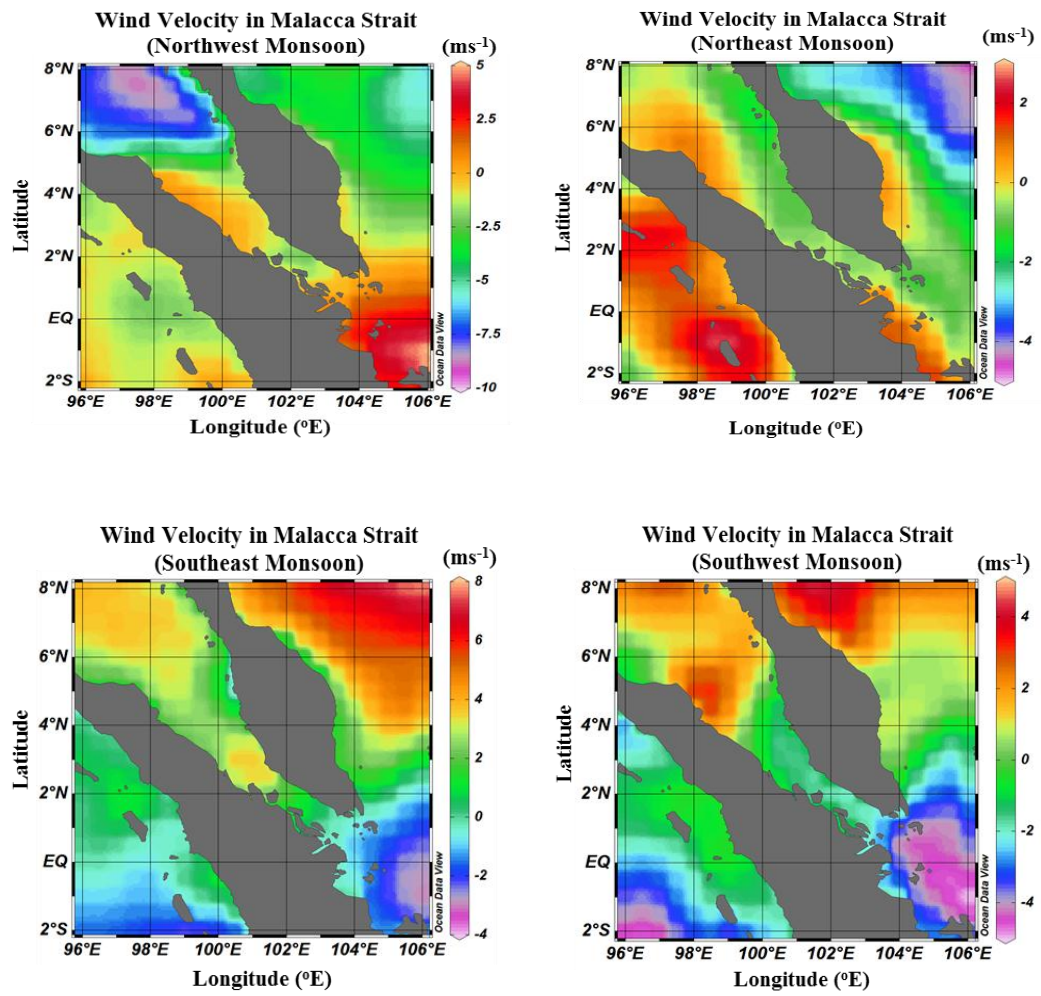 Wind Velocity in Malacca Strait
(Northwest Monsoon)
(ms-1)
8°N
6°N
4°N
2°N
EQ
2°S
96°E
98°E
100°E
102°E
104°E
106°E
5
2.5
0
-2.5
-5
-7.5
-10
Latitude
Longitude (oE)
Ocean Data View
Wind Velocity in Malacca Strait
(Northeast Monsoon)
(ms-1)
8°N
6°N
4°N
2°N
EQ
2°S
96°E
98°E
100°E
102°E
104°E
106°E
2
0
-2
-4
Latitude
Longitude (oE)
Ocean Data View
Wind Velocity in Malacca Strait
(Southeast Monsoon)
(ms-1)
8°N
6°N
4°N
2°N
EQ
2°S
96°E
98°E
100°E
102°E
104°E
106°E
8
6
4
2
0
-2
-4
Latitude
Longitude (oE)
Ocean Data View
Wind Velocity in Malacca Strait
(Southwest Monsoon)
(ms-1)
8°N
6°N
4°N
2°N
EQ
2°S
96°E
98°E
100°E
102°E
104°E
106°E
4
2
0
-2
-4
Latitude
Longitude (oE)
Ocean Data View